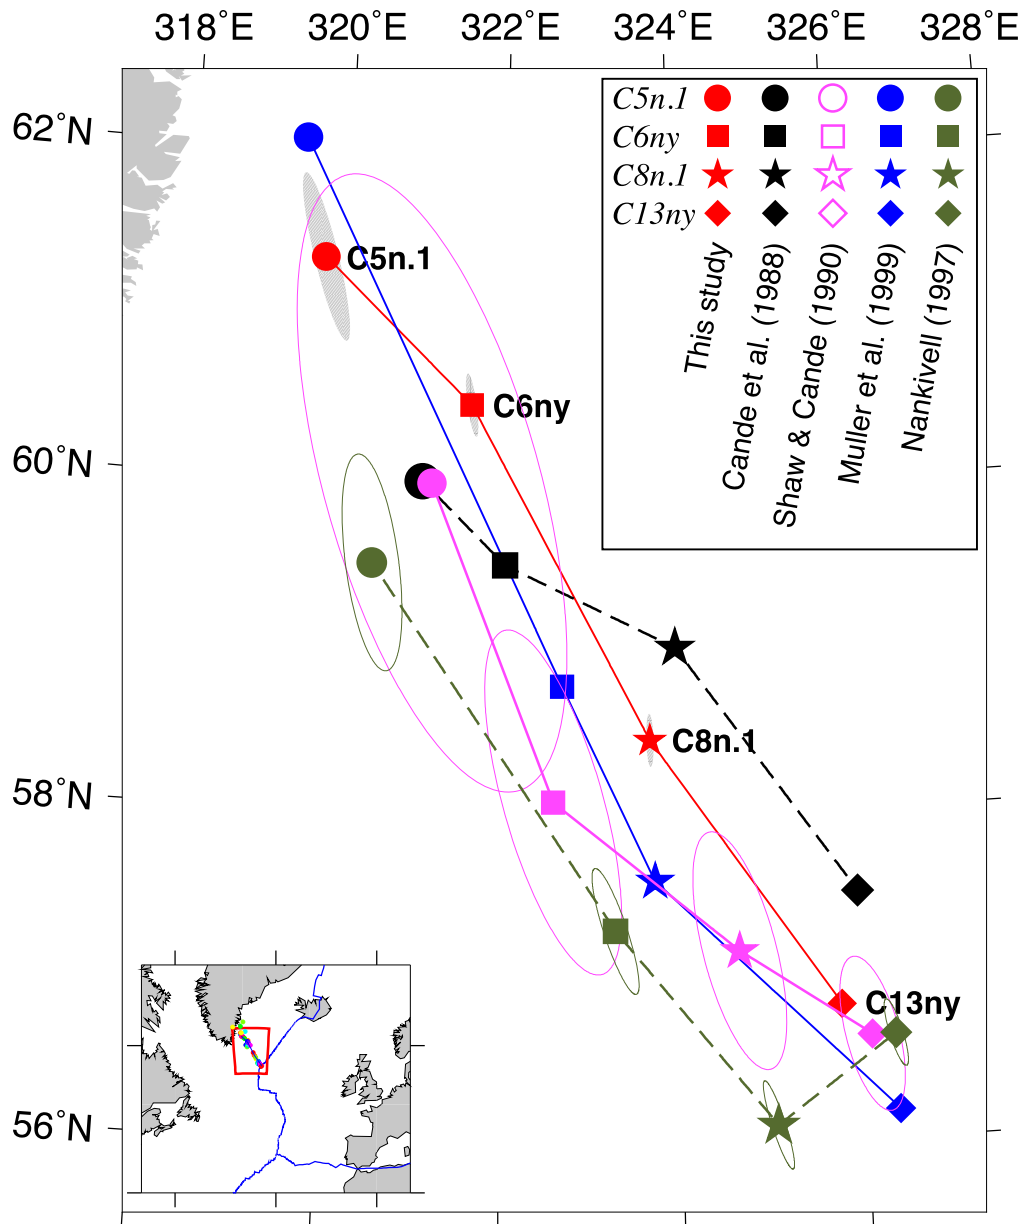 318°E 320°E 322°E 324°E 326°E 328°E
62°N
60°N
58°N
56°N
C5n.1
C6ny
C8n.1
C13ny
This study
Cande et al. (1988)
Shaw & Cande (1990)
Muller et al. (1999)
Nankivell (1997)
C5n.1
C6ny
C8n.1
C13ny